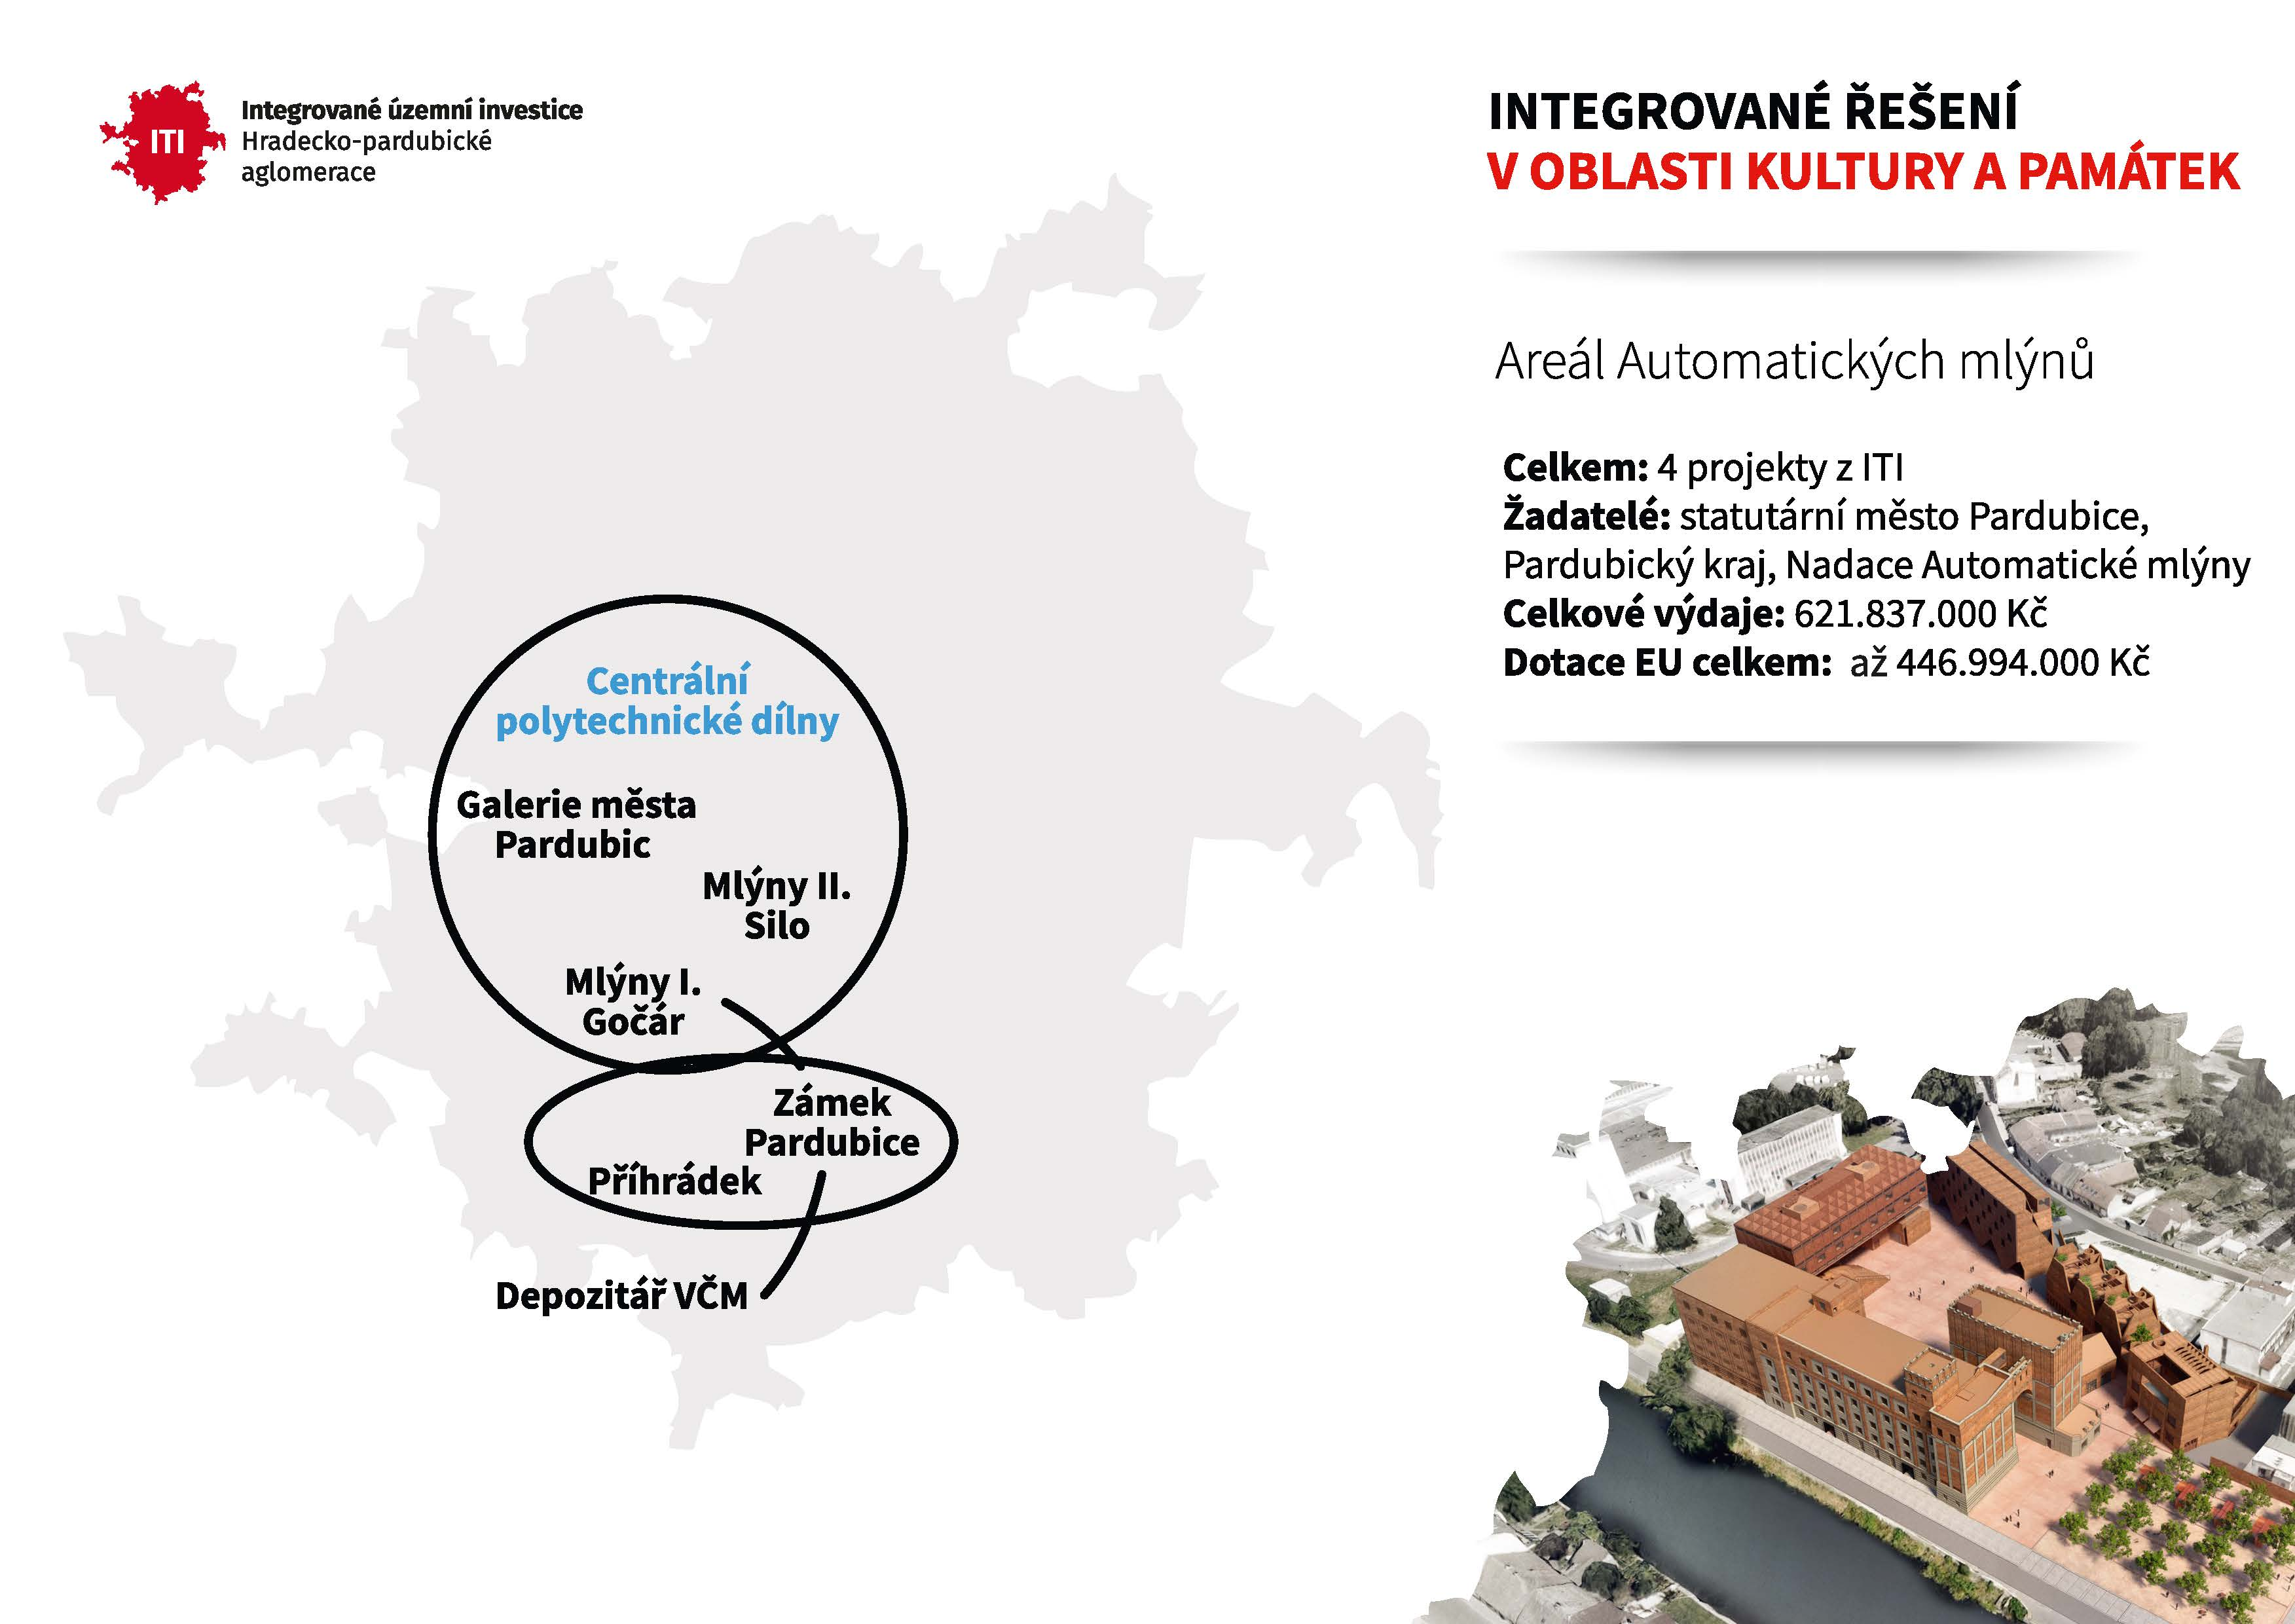 ITI
Integrované územní investice
Hradecko-pardubické
aglomerace
INTEGROVANÉ ŘEŠENÍ
V OBLASTI KULTURY A PAMÁTEK
Areál Automatických mlýnů
Celkem: 4 projekty z ITI
Žadatelé: statutární město Pardubice,
Pardubický kraj, Nadace Automatické mlýny
Celkové výdaje: 621.837.000 Kč
Dotace EU celkem: až 446.994.000 Kč
Centrální
polytechnické dílny
Galerie města
Pardubic
Mlýny II.
Silo
Mlýny I.
Gočár
Zámek
Pardubice
Příhrádek
Depozitář VČM